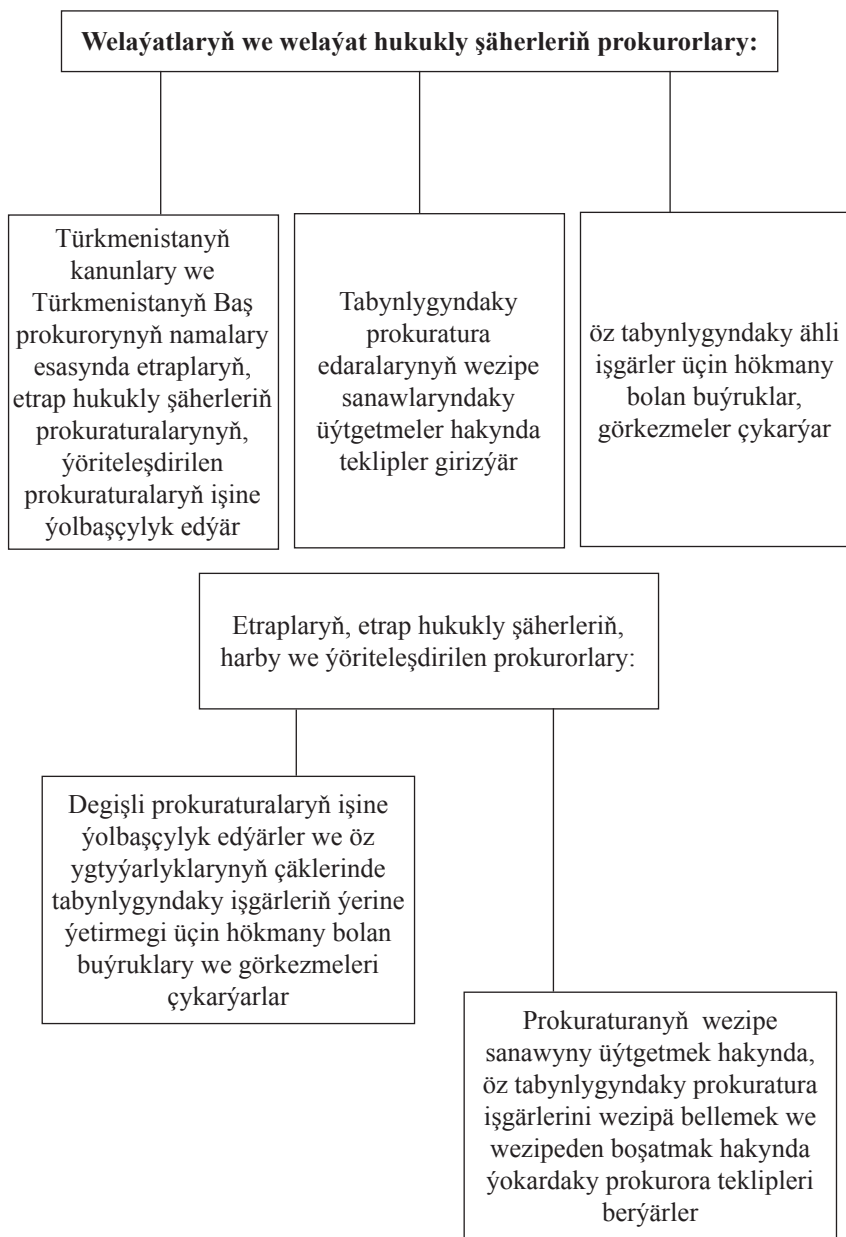 Welaýatlaryň we welaýat hukukly şäherleriň prokurorlary:
Türkmenistanyň
kanunlary we
Türkmenistanyň Baş
prokurorynyň namalary
esasynda etraplaryň,
etrap hukukly şäherleriň
prokuraturalarynyň,
ýöriteleşdirilen
prokuraturalaryň işine
ýolbaşçylyk edýär
Tabynlygyndaky
prokuratura
edaralarynyň wezipe
sanawlaryndaky
üýtgetmeler hakynda
teklipler girizýär
öz tabynlygyndaky ähli
işgärler üçin hökmany
bolan buýruklar,
görkezmeler çykarýar
Etraplaryň, etrap hukukly şäherleriň,
harby we ýöriteleşdirilen prokurorlary:
Degişli prokuraturalaryň işine
ýolbaşçylyk edýärler we öz
ygtyýarlyklarynyň çäklerinde
tabynlygyndaky işgärleriň ýerine
ýetirmegi üçin hökmany bolan
buýruklary we görkezmeleri
çykarýarlar
Prokuraturanyň wezipe
sanawyny üýtgetmek hakynda,
öz tabynlygyndaky prokuratura
işgärlerini wezipä bellemek we
wezipeden boşatmak hakynda
ýokardaky prokurora teklipleri
berýärler